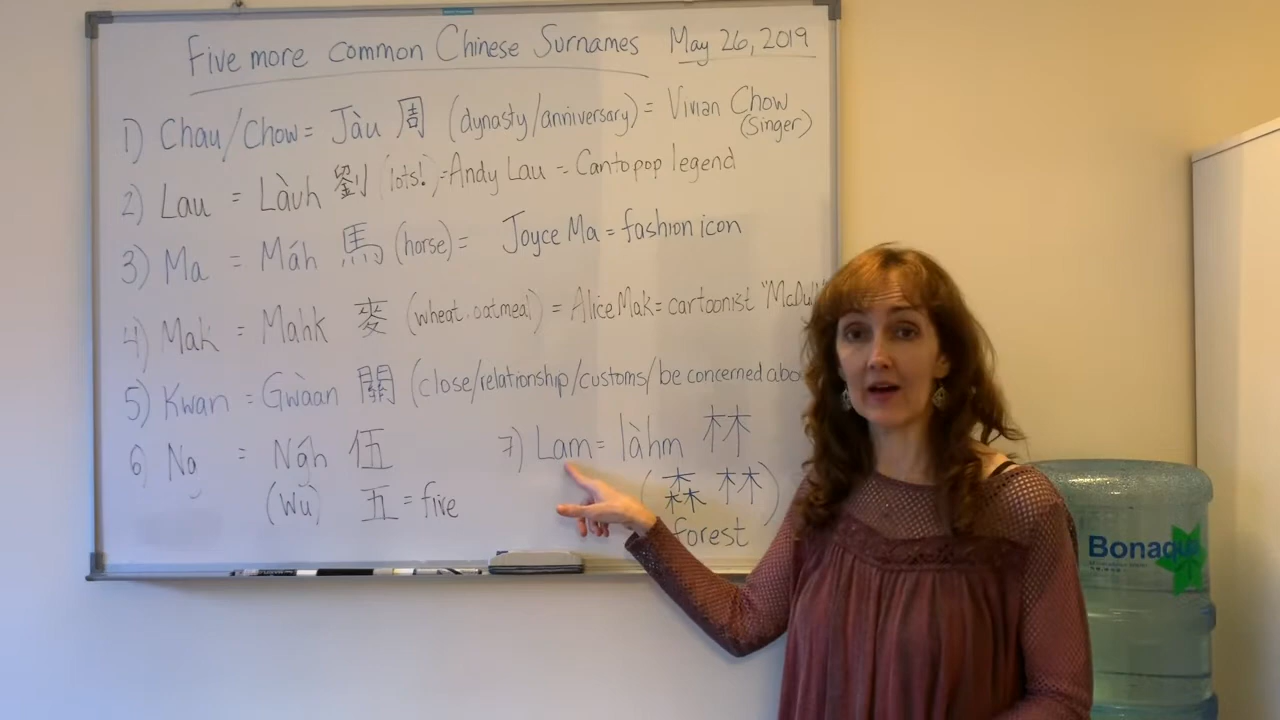 Five more common Chinese Surnames May 26, 2019
1) Chau/Chow = Jàu 周 (dynasty/anniversary) = Vivian Chow
(Singer)
2) Lau = Làuh 劉 (lots!) = Andy Lau = Cantopop legend
3) Ma = Máh 馬 (horse) = Joyce Ma = fashion icon
4) Mak = Mahk 麥 (wheat, oatmeal) = Alice Mak = cartoonist "McDull"
5) Kwan = Gwàan 關 (close/relationship/customs/be concerned abo
6) Ng = Ńgh 伍
(Wu) 五 = five
7) Lam = làhm 林
(森林)
forest
Bonaqua